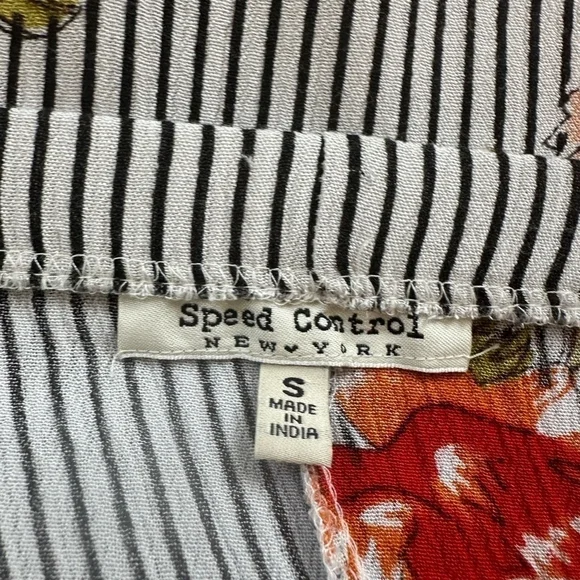 Speed Control
NEW♥YORK
S
MADE
IN
INDIA